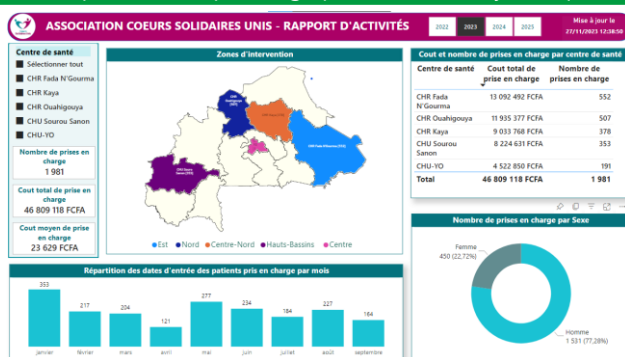 ASSOCIATION COEURS SOLIDAIRES UNIS - RAPPORT D'ACTIVITÉS
2022
2023
2024
2025
Mise à jour le
27/11/2023 12:38:50
Centre de santé
Sélectionner tout
CHR Fada N'Gourma
CHR Kaya
CHR Ouahigouya
CHU Sourou Sanon
CHU-YO
Nombre de prises en
charge
1 981
Cout total de prise en
charge
46 809 118 FCFA
Cout moyen de prise
en charge
23 629 FCFA
Zones d'intervention
Est
Nord
Centre-Nord
Hauts-Bassins
Centre
Cout et nombre de prises en charge par centre de santé
Centre de santé Cout total de Nombre de
prise en charge prises en charge
CHR Fada 13 092 492 FCFA 552
N'Gourma
CHR Ouahigouya 11 935 377 FCFA 507
CHR Kaya 9 033 768 FCFA 378
CHU Sourou 8 224 631 FCFA 353
Sanon
CHU-YO 4 522 850 FCFA 191
Total 46 809 118 FCFA 1 981
Nombre de prises en charge par Sexe
Femme
450 (22,72%)
Homme
1 531 (77,28%)
Répartition des dates d'entrée des patients pris en charge par mois
353
217
204
121
277
234
184
227
164
janvier
février
mars
avril
mai
juin
juillet
août
septembre